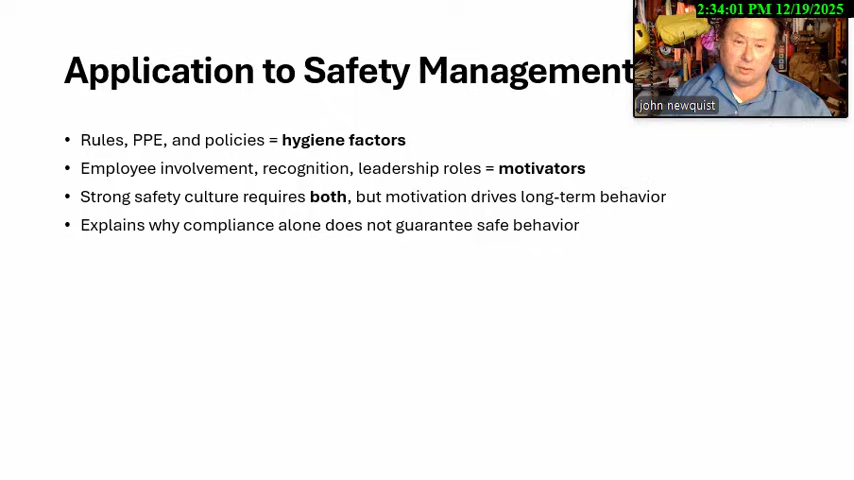 2:34:01 PM 12/19/2025
Application to Safety Management
john newquist
• Rules, PPE, and policies = hygiene factors
• Employee involvement, recognition, leadership roles = motivators
• Strong safety culture requires both, but motivation drives long-term behavior
• Explains why compliance alone does not guarantee safe behavior